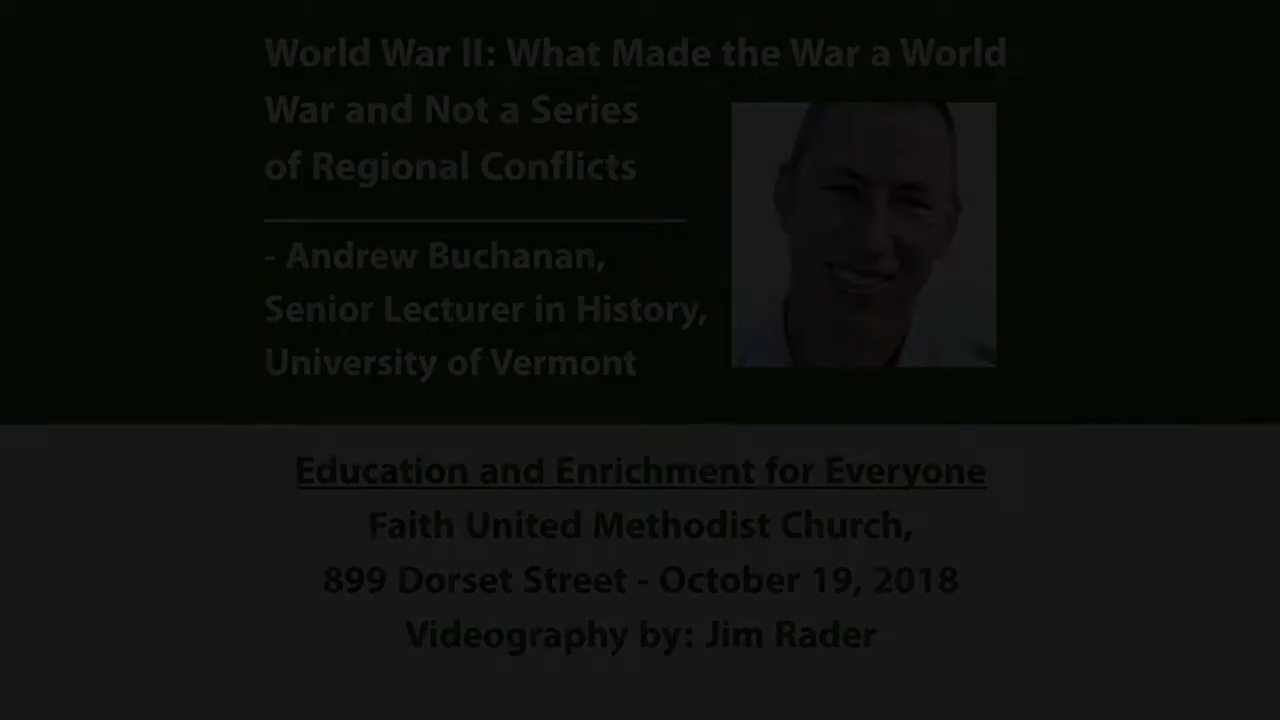 World War II: What Made the War a World
War and Not a Series
of Regional Conflicts
- Andrew Buchanan,
Senior Lecturer in History,
University of Vermont
Education and Enrichment for Everyone
Faith United Methodist Church,
899 Dorset Street - October 19, 2018
Videography by: Jim Rader